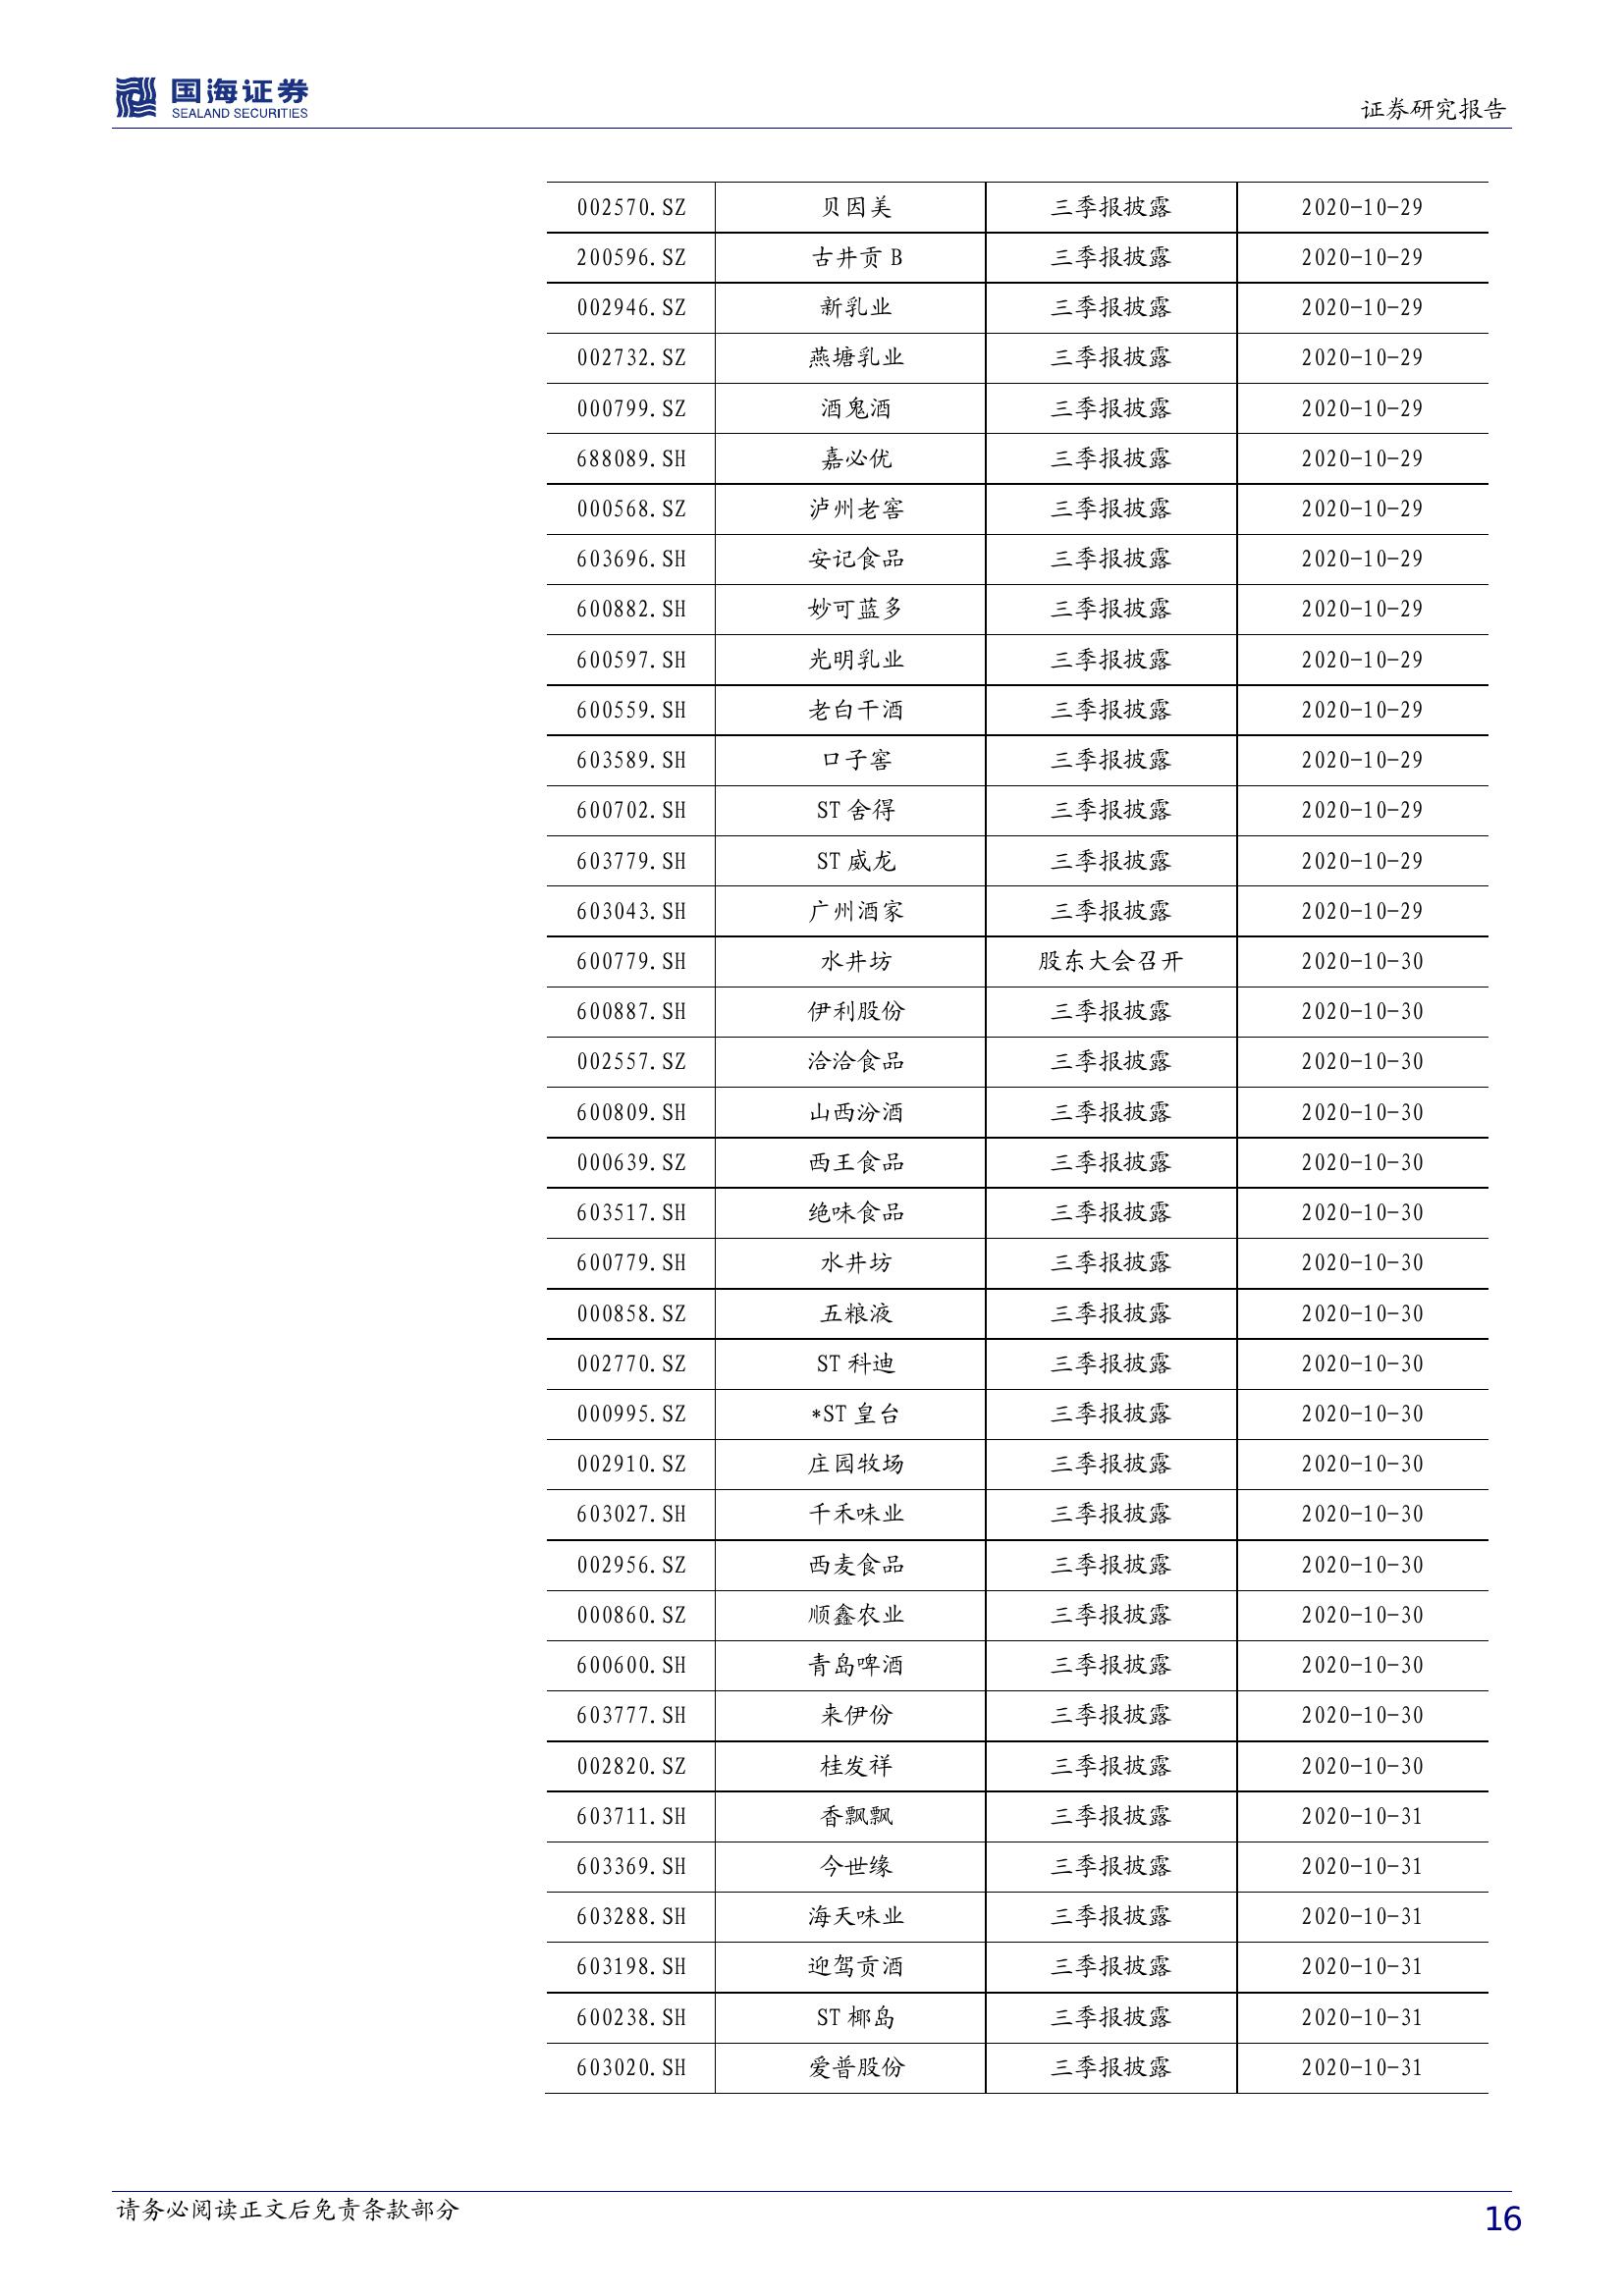 国海证券
SEALAND SECURITIES
证券研究报告
002570.SZ 贝因美 三季报披露 2020-10-29
200596.SZ 古井贡 B 三季报披露 2020-10-29
002946.SZ 新乳业 三季报披露 2020-10-29
002732.SZ 燕塘乳业 三季报披露 2020-10-29
000799.SZ 酒鬼酒 三季报披露 2020-10-29
688089.SH 嘉必优 三季报披露 2020-10-29
000568.SZ 泸州老窖 三季报披露 2020-10-29
603696.SH 安记食品 三季报披露 2020-10-29
600882.SH 妙可蓝多 三季报披露 2020-10-29
600597.SH 光明乳业 三季报披露 2020-10-29
600559.SH 老白干酒 三季报披露 2020-10-29
603589.SH 口子窖 三季报披露 2020-10-29
600702.SH ST 舍得 三季报披露 2020-10-29
603779.SH ST 威龙 三季报披露 2020-10-29
603043.SH 广州酒家 三季报披露 2020-10-29
600779.SH 水井坊 股东大会召开 2020-10-30
600887.SH 伊利股份 三季报披露 2020-10-30
002557.SZ 洽洽食品 三季报披露 2020-10-30
600809.SH 山西汾酒 三季报披露 2020-10-30
000639.SZ 西王食品 三季报披露 2020-10-30
603517.SH 绝味食品 三季报披露 2020-10-30
600779.SH 水井坊 三季报披露 2020-10-30
000858.SZ 五粮液 三季报披露 2020-10-30
002770.SZ ST 科迪 三季报披露 2020-10-30
000995.SZ *ST 皇台 三季报披露 2020-10-30
002910.SZ 庄园牧场 三季报披露 2020-10-30
603027.SH 千禾味业 三季报披露 2020-10-30
002956.SZ 西麦食品 三季报披露 2020-10-30
000860.SZ 顺鑫农业 三季报披露 2020-10-30
600600.SH 青岛啤酒 三季报披露 2020-10-30
603777.SH 来伊份 三季报披露 2020-10-30
002820.SZ 桂发祥 三季报披露 2020-10-30
603711.SH 香飘飘 三季报披露 2020-10-31
603369.SH 今世缘 三季报披露 2020-10-31
603288.SH 海天味业 三季报披露 2020-10-31
603198.SH 迎驾贡酒 三季报披露 2020-10-31
600238.SH ST 椰岛 三季报披露 2020-10-31
603020.SH 爱普股份 三季报披露 2020-10-31
请务必阅读正文后免责条款部分
16